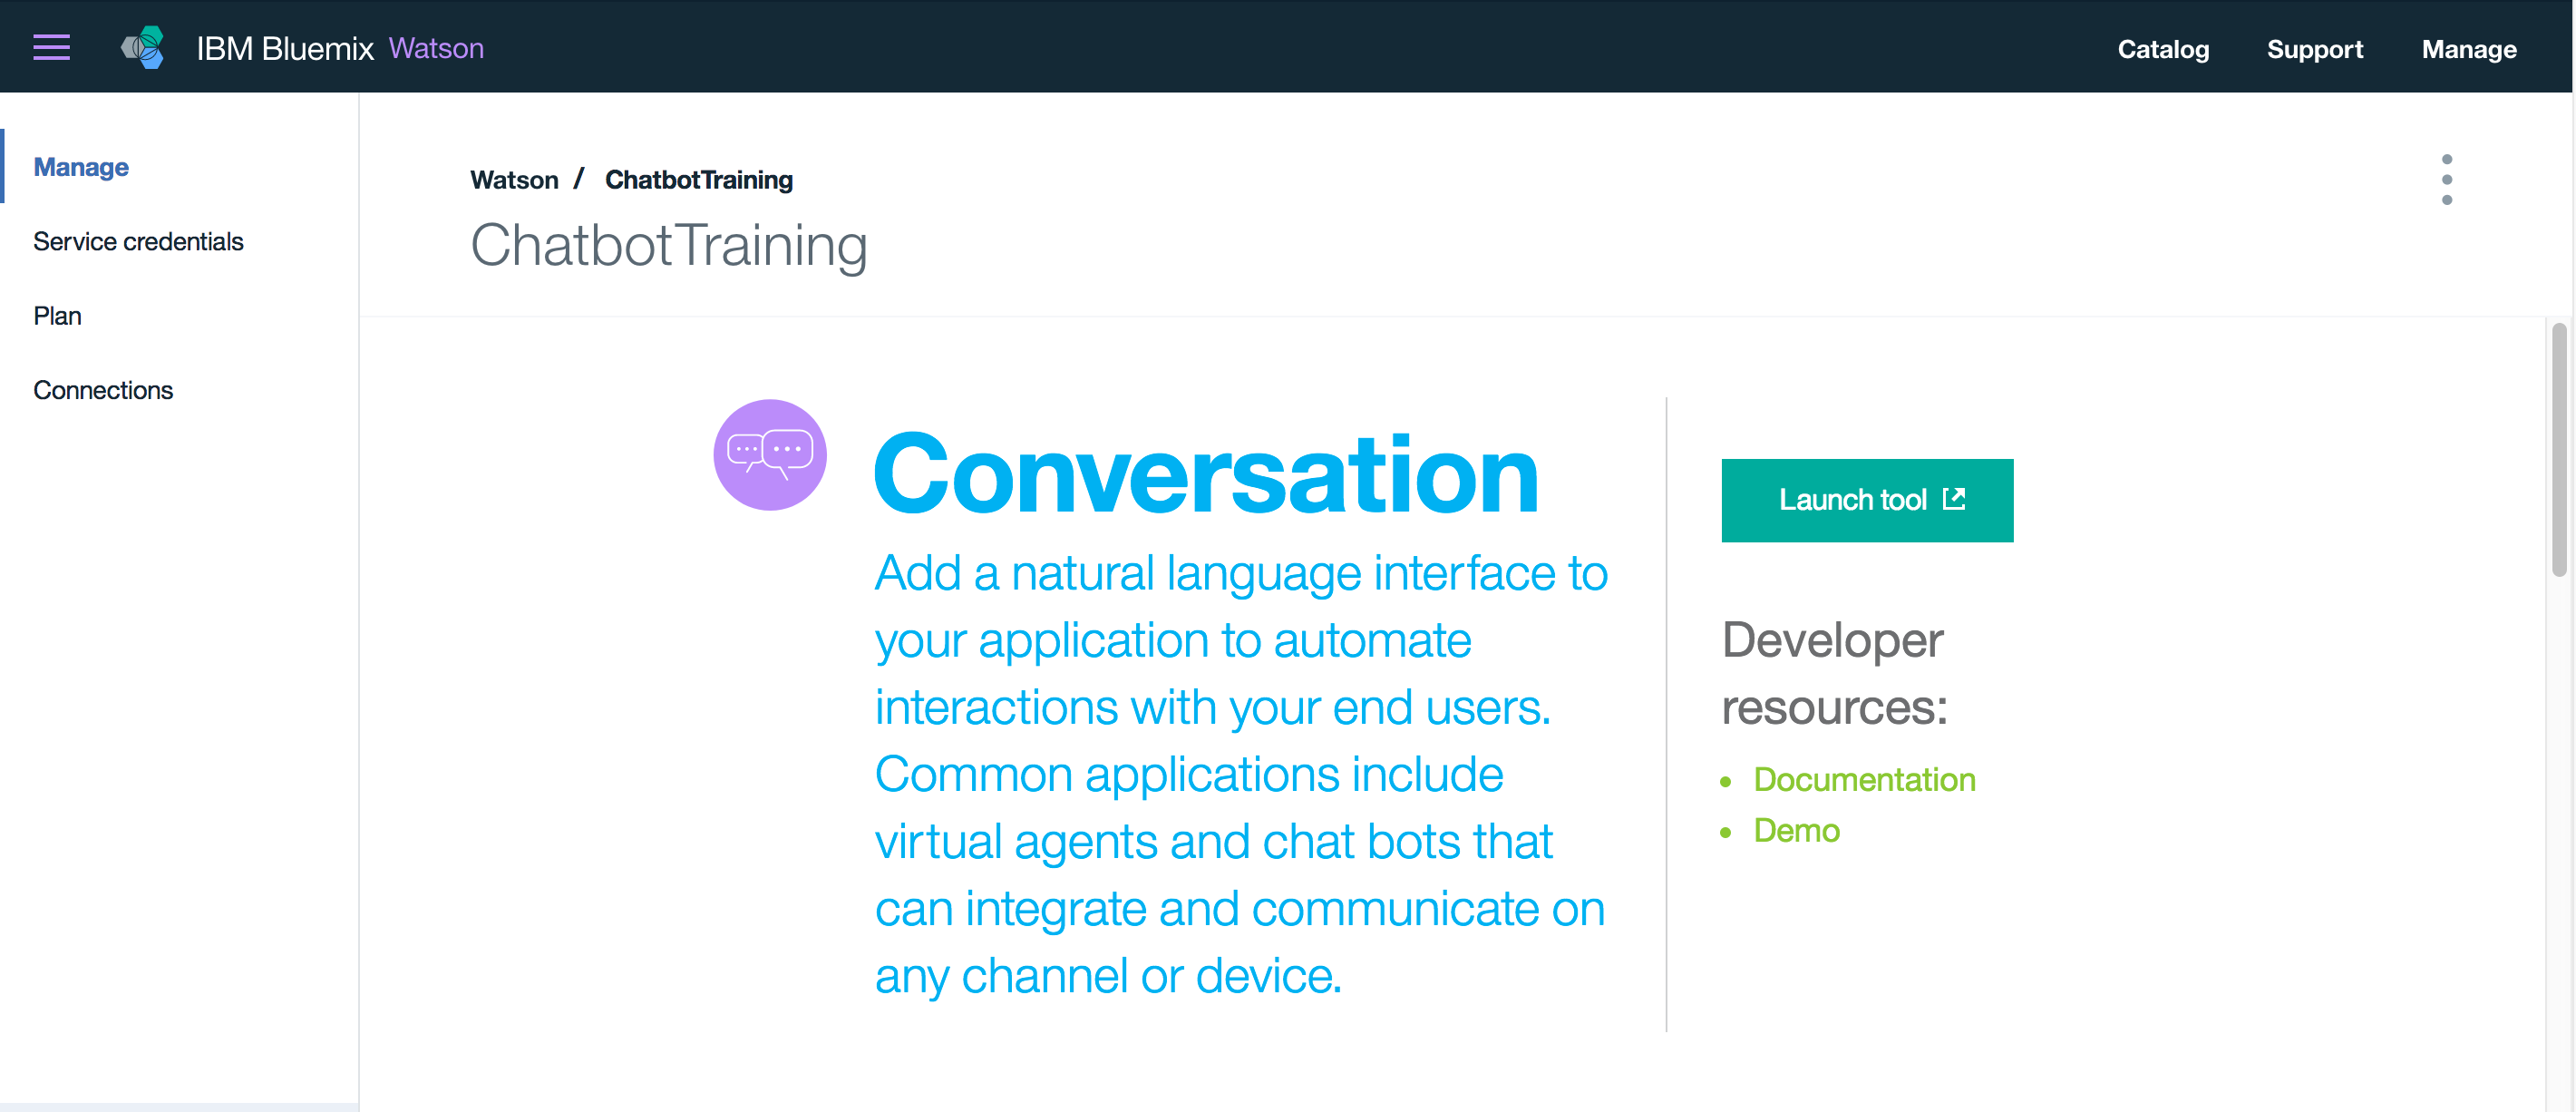 IBM Bluemix Watson
Catalog Support Manage
Manage
Service credentials
Plan
Connections
Watson / ChatbotTraining
ChatbotTraining
Conversation
Add a natural language interface to
your application to automate
interactions with your end users.
Common applications include
virtual agents and chat bots that
can integrate and communicate on
any channel or device.
Launch tool
Developer
resources:
Documentation
Demo